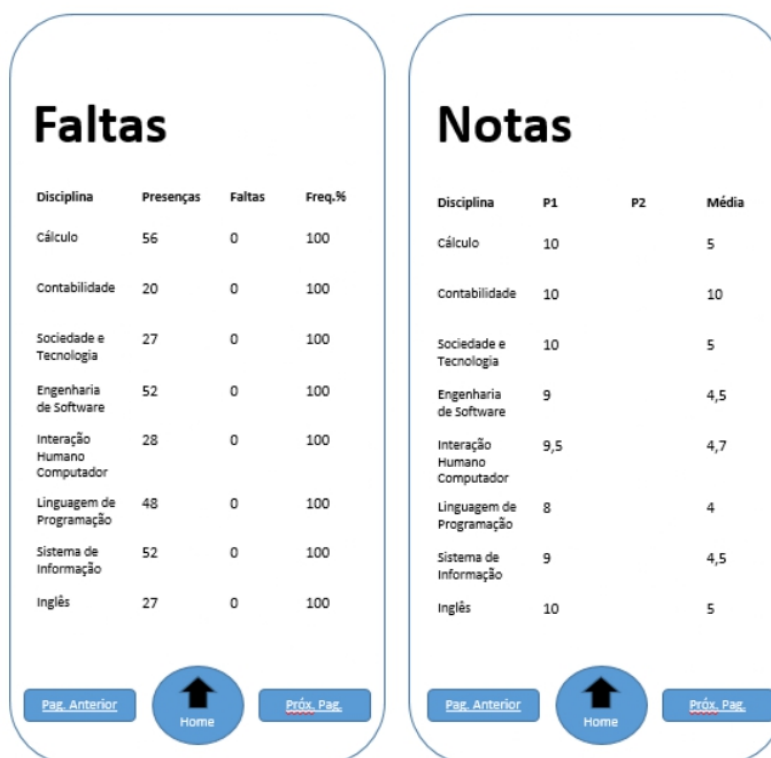 Faltas
Disciplina Presenças Faltas Freq.%
Cálculo 56 0 100
Contabilidade 20 0 100
Sociedade e 27 0 100
Tecnologia
Engenharia 52 0 100
de Software
Interação 28 0 100
Humano
Computador
Linguagem de 48 0 100
Programação
Sistema de 52 0 100
Informação
Inglês 27 0 100
Pag. Anterior
Home
Próx. Pag.
Notas
Disciplina P1 P2 Média
Cálculo 10 5
Contabilidade 10 10
Sociedade e 10 5
Tecnologia
Engenharia 9 4,5
de Software
Interação 9,5 4,7
Humano
Computador
Linguagem de 8 4
Programação
Sistema de 9 4,5
Informação
Inglês 10 5
Pag. Anterior
Home
Próx. Pag.